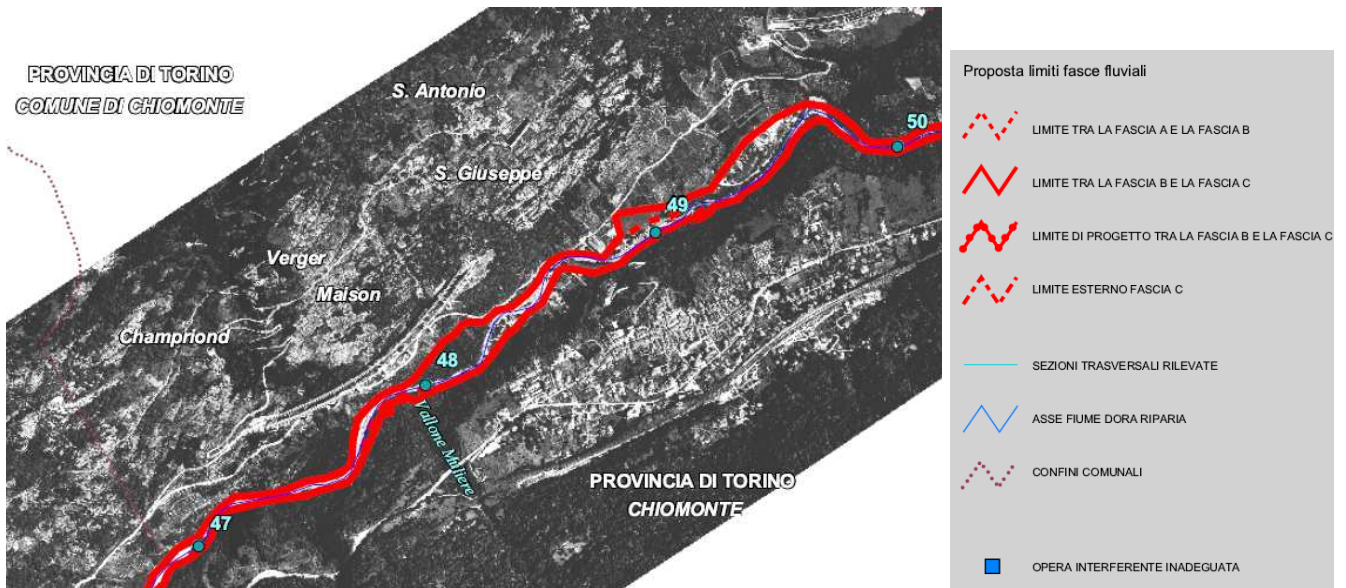 PROVINCIA DI TORINO
COMUNE DI CHIOMONTE
S. Antonio
50
S. Giuseppe
49
Verger
Maison
Champriond
48
Vallone Muliere
PROVINCIA DI TORINO
CHIOMONTE
47
Proposta limiti fasce fluviali
LIMITE TRA LA FASCIA A E LA FASCIA B
LIMITE TRA LA FASCIA B E LA FASCIA C
LIMITE DI PROGETTO TRA LA FASCIA B E LA FASCIA C
LIMITE ESTERNO FASCIA C
SEZIONI TRASVERSALI RILEVATE
ASSE FIUME DORA RIPARIA
CONFINI COMUNALI
OPERA INTERFERENTE INADEGUATA